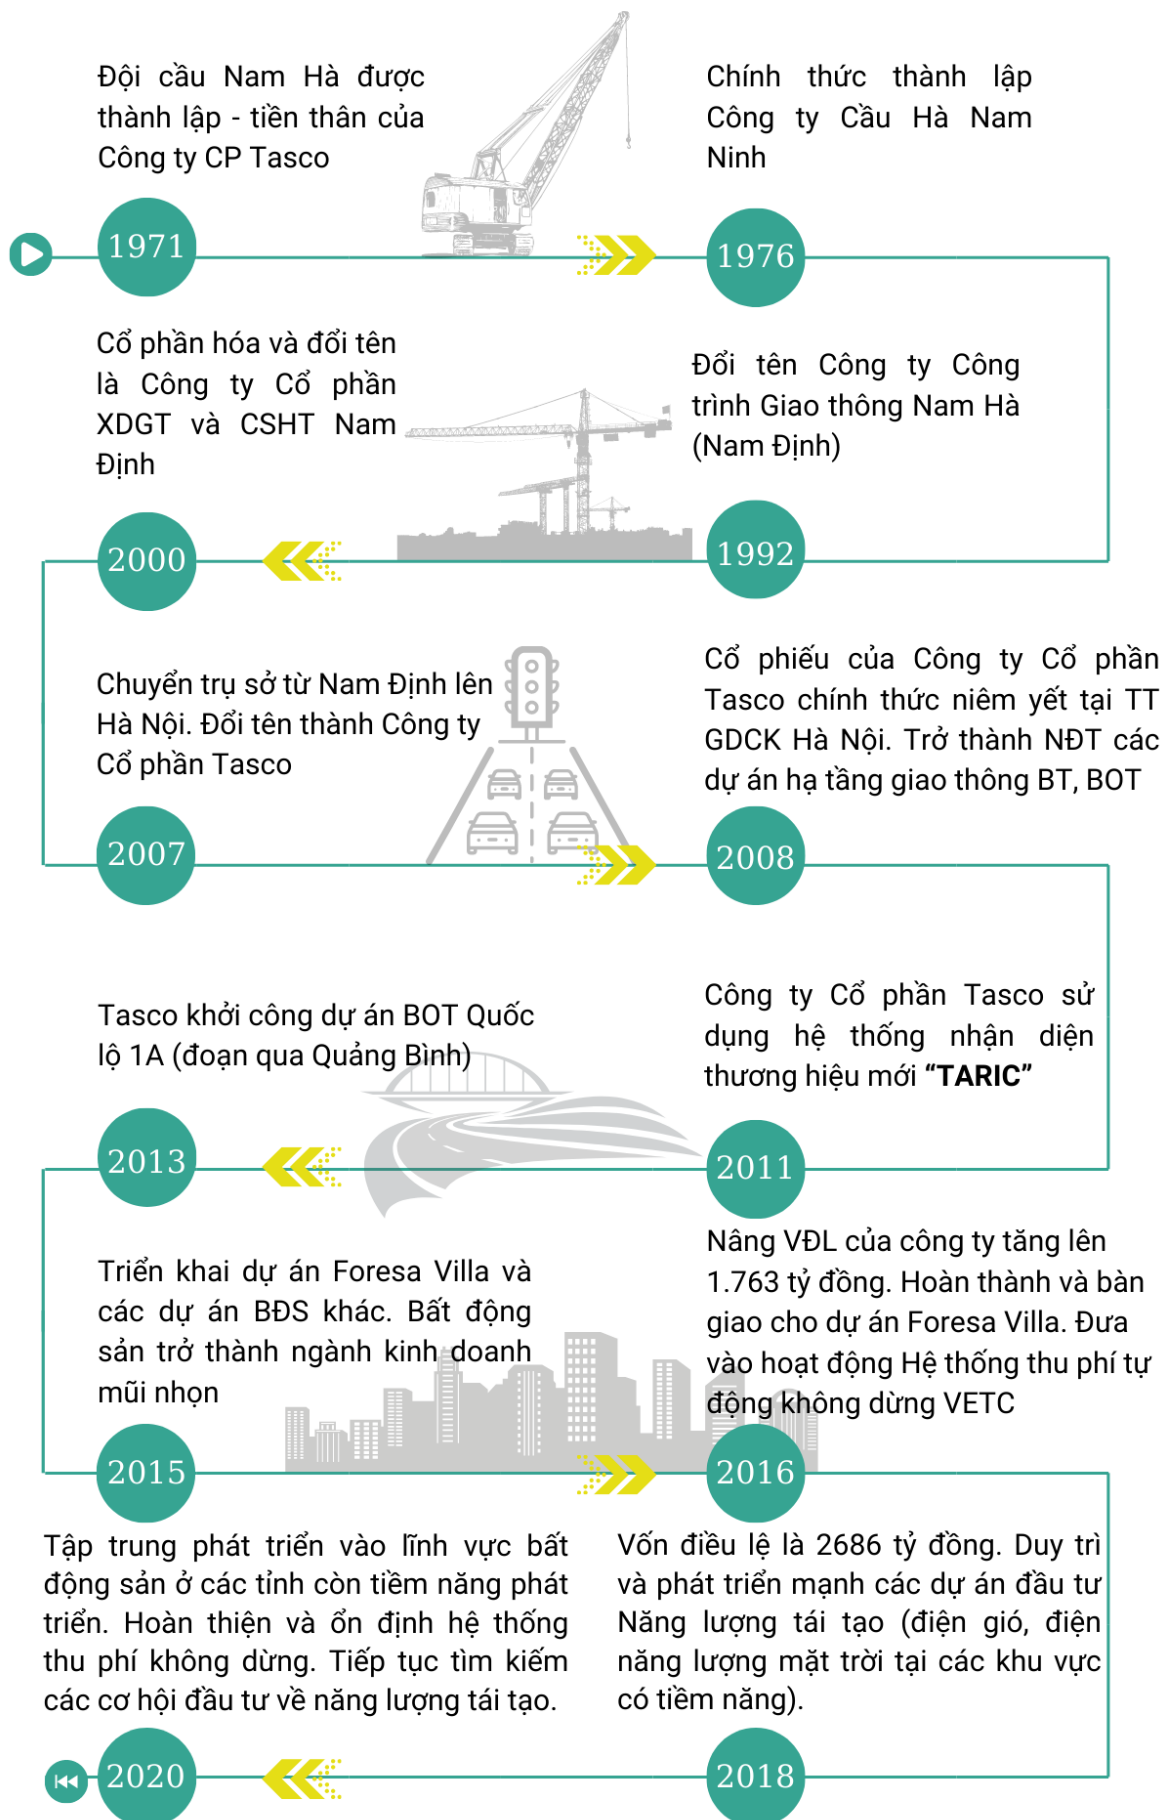 Đội cầu Nam Hà được
thành lập - tiền thân của
Công ty CP Tasco
1971
Chính thức thành lập
Công ty Cầu Hà Nam
Ninh
1976
Đổi tên Công ty Công
trình Giao thông Nam Hà
(Nam Định)
1992
Cổ phần hóa và đổi tên
là Công ty Cổ phần
XDGT và CSHT Nam
Định
2000
Chuyển trụ sở từ Nam Định lên
Hà Nội. Đổi tên thành Công ty
Cổ phần Tasco
2007
Cổ phiếu của Công ty Cổ phần
Tasco chính thức niêm yết tại TT
GDCK Hà Nội. Trở thành NĐT các
dự án hạ tầng giao thông BT, BOT
2008
Công ty Cổ phần Tasco sử
dụng hệ thống nhận diện
thương hiệu mới “TARIC”
2011
Tasco khởi công dự án BOT Quốc
lộ 1A (đoạn qua Quảng Bình)
2013
Triển khai dự án Foresa Villa và
các dự án BĐS khác. Bất động
sản trở thành ngành kinh doanh
mũi nhọn
2015
Nâng VĐL của công ty tăng lên
1.763 tỷ đồng. Hoàn thành và bàn
giao cho dự án Foresa Villa. Đưa
vào hoạt động Hệ thống thu phí tự
động không dừng VETC
2016
Vốn điều lệ là 2686 tỷ đồng. Duy trì
và phát triển mạnh các dự án đầu tư
Năng lượng tái tạo (điện gió, điện
năng lượng mặt trời tại các khu vực
có tiềm năng).
2018
Tập trung phát triển vào lĩnh vực bất
động sản ở các tỉnh còn tiềm năng phát
triển. Hoàn thiện và ổn định hệ thống
thu phí không dừng. Tiếp tục tìm kiếm
các cơ hội đầu tư về năng lượng tái tạo.
2020